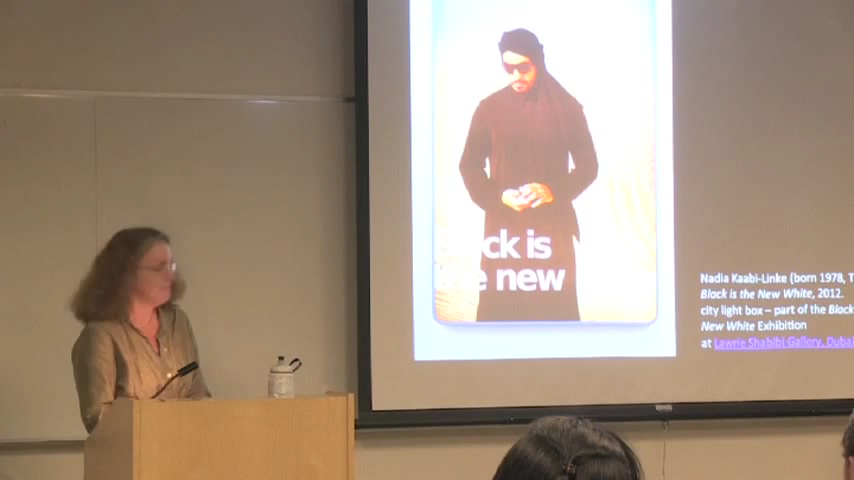 ck is
e new
Nadia Kaabi-Linke (born 1978, T
Black is the New White, 2012.
city light box – part of the Black
New White Exhibition
at Lawrie Shabibi Gallery, Dubai